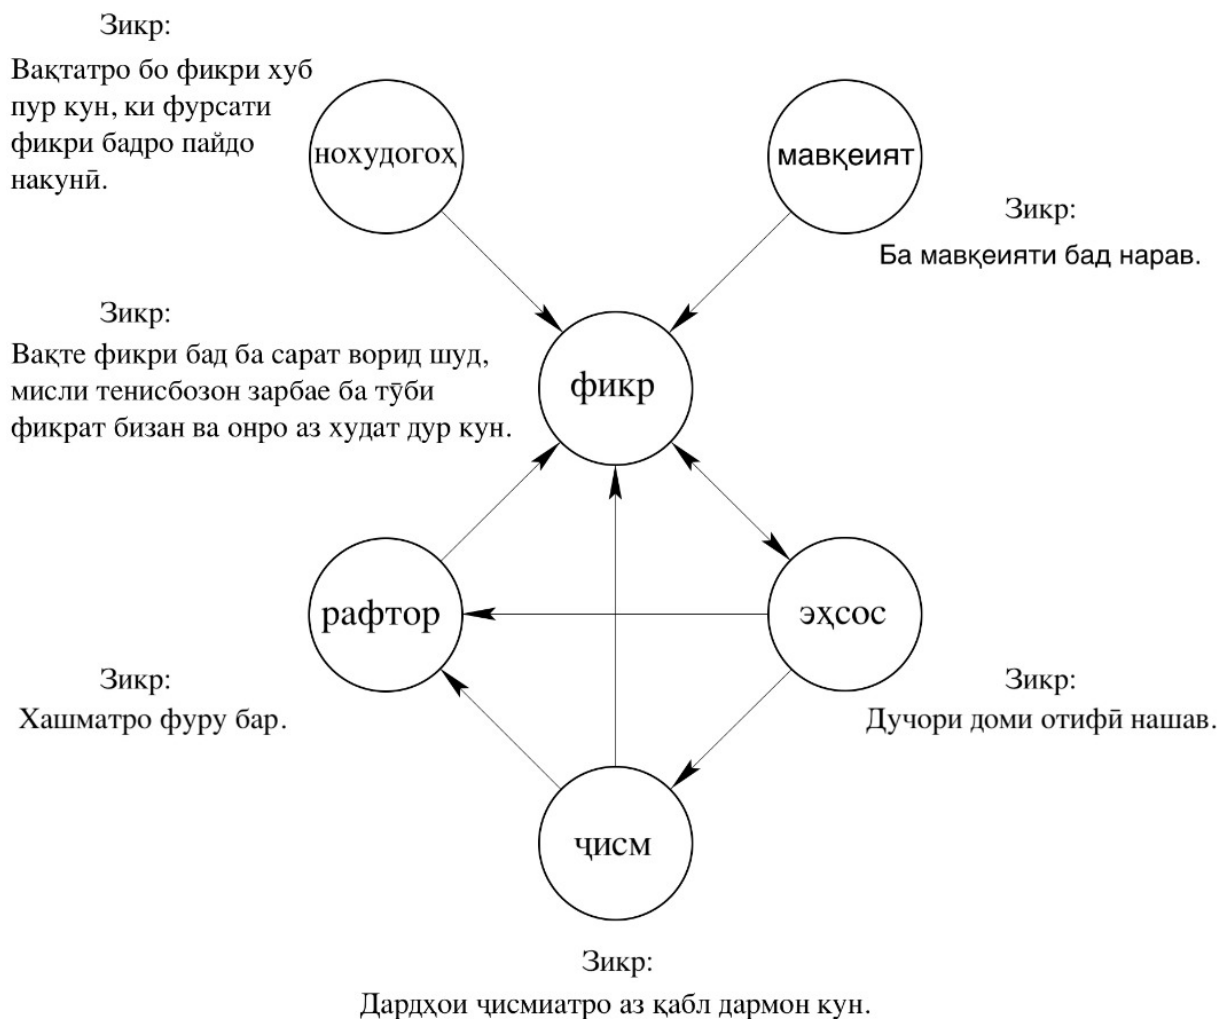 Зикр:
Вақтатро бо фикри хуб
пур кун, ки фурсати
фикри бадро пайдо
накунӣ.
нохудогоҳ
мавқеият
Зикр:
Ба мавқеияти бад нарав.
Зикр:
Вақте фикри бад ба сарат ворид шуд,
мисли тенисбозон зарбае ба тӯби
фикрат бизан ва онро аз худат дур кун.
фикр
рафтор
эҳсос
Зикр:
Хашматро фуру бар.
Зикр:
Дучори доми отифӣ нашав.
ҷисм
Зикр:
Дардҳои ҷисмиатро аз қабл дармон кун.